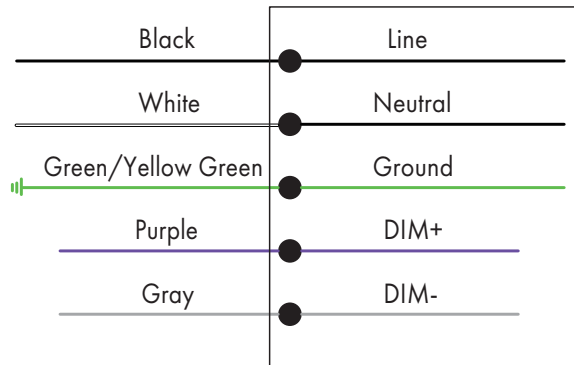 Black Line
White Neutral
Green/Yellow Green Ground
Purple DIM+
Gray DIM-